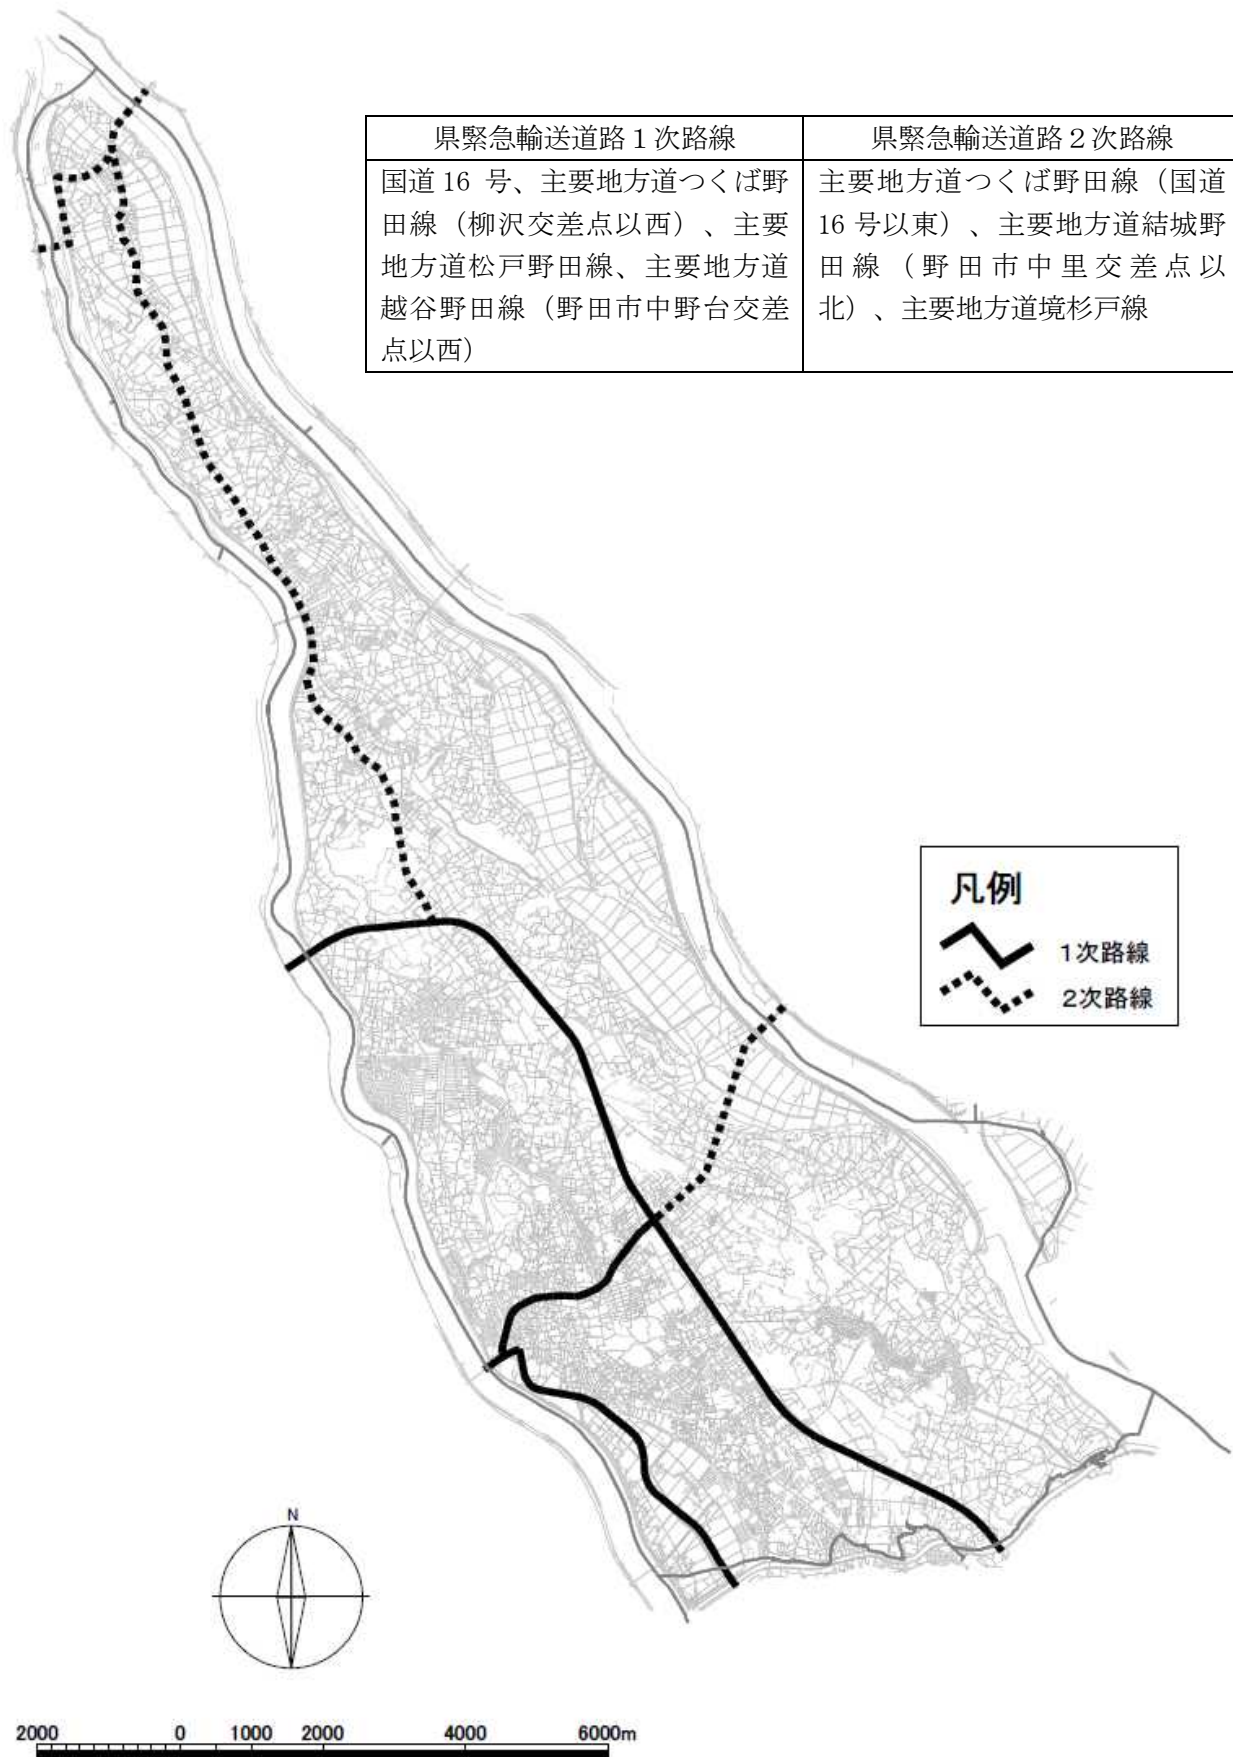 県緊急輸送道路1次路線
県緊急輸送道路2次路線
国道 16 号、主要地方道つくば野
田線（柳沢交差点以西）、主要
地方道松戸野田線、主要地方道
越谷野田線（野田市中野台交差
点以西）
主要地方道つくば野田線（国道
16 号以東）、主要地方道結城野
田線（野田市中里交差点以
北）、主要地方道境杉戸線
凡例
1次路線
2次路線
N
2000 0 1000 2000 4000 6000m